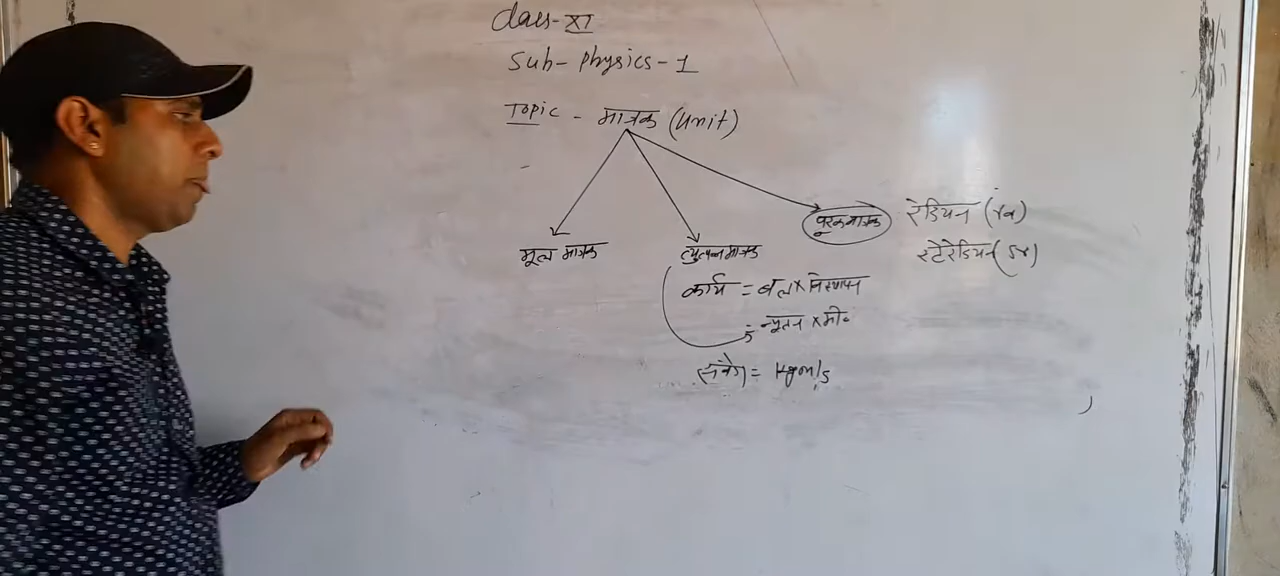 Class-XI
Sub- Physics-1
Topic - मात्रक (Unit)
मूल मात्रक
व्युत्पन्न मात्रक
पूरक मात्रक
रेडियन (rad)
स्टेरेडियन (Sr)
कार्य = बल × विस्थापन
= न्यूटन × मी०
संवेग = Kgm/s